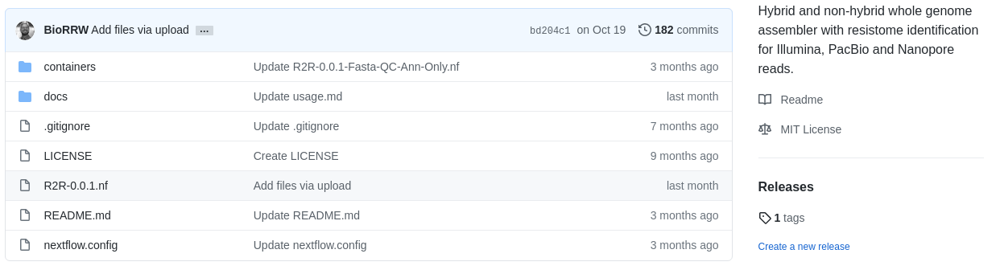 BioRRW Add files via upload ... bd204c1 on Oct 19 182 commits
containers Update R2R-0.0.1-Fasta-QC-Ann-Only.nf 3 months ago
docs Update usage.md last month
.gitignore Update .gitignore 7 months ago
LICENSE Create LICENSE 9 months ago
R2R-0.0.1.nf Add files via upload last month
README.md Update README.md 3 months ago
nextflow.config Update nextflow.config 3 months ago
Hybrid and non-hybrid whole genome
assembler with resistome identification
for Illumina, PacBio and Nanopore
reads.
Readme
MIT License
Releases
1 tags
Create a new release